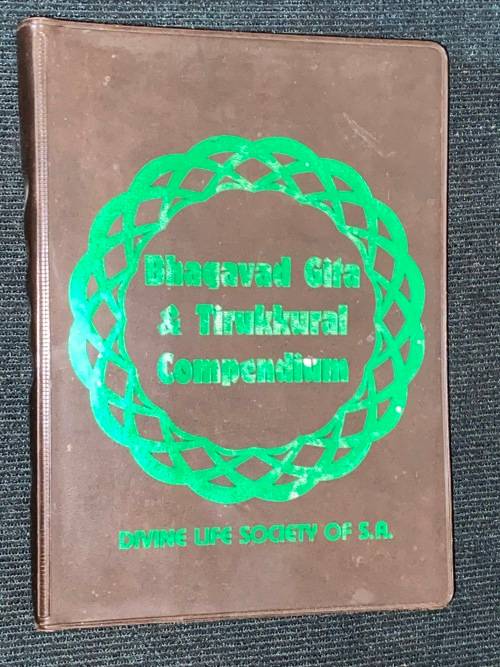 Bhagavad Gita
& Tirukkural
Compendium
DIVINE LIFE SOCIETY OF S.A.